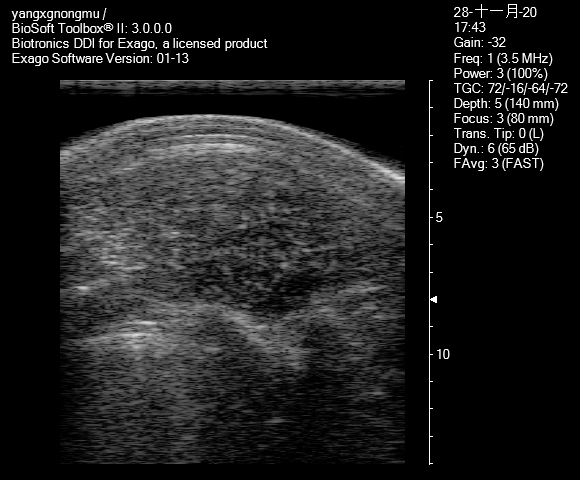 yangxgnongmu /
BioSoft Toolbox® II: 3.0.0.0
Biotronics DDI for Exago, a licensed product
Exago Software Version: 01-13
28-十一月-20
17:43
Gain: -32
Freq: 1 (3.5 MHz)
Power: 3 (100%)
TGC: 72/-16/-64/-72
Depth: 5 (140 mm)
Focus: 3 (80 mm)
Trans. Tip: 0 (L)
Dyn.: 6 (65 dB)
FAvg: 3 (FAST)
5
10